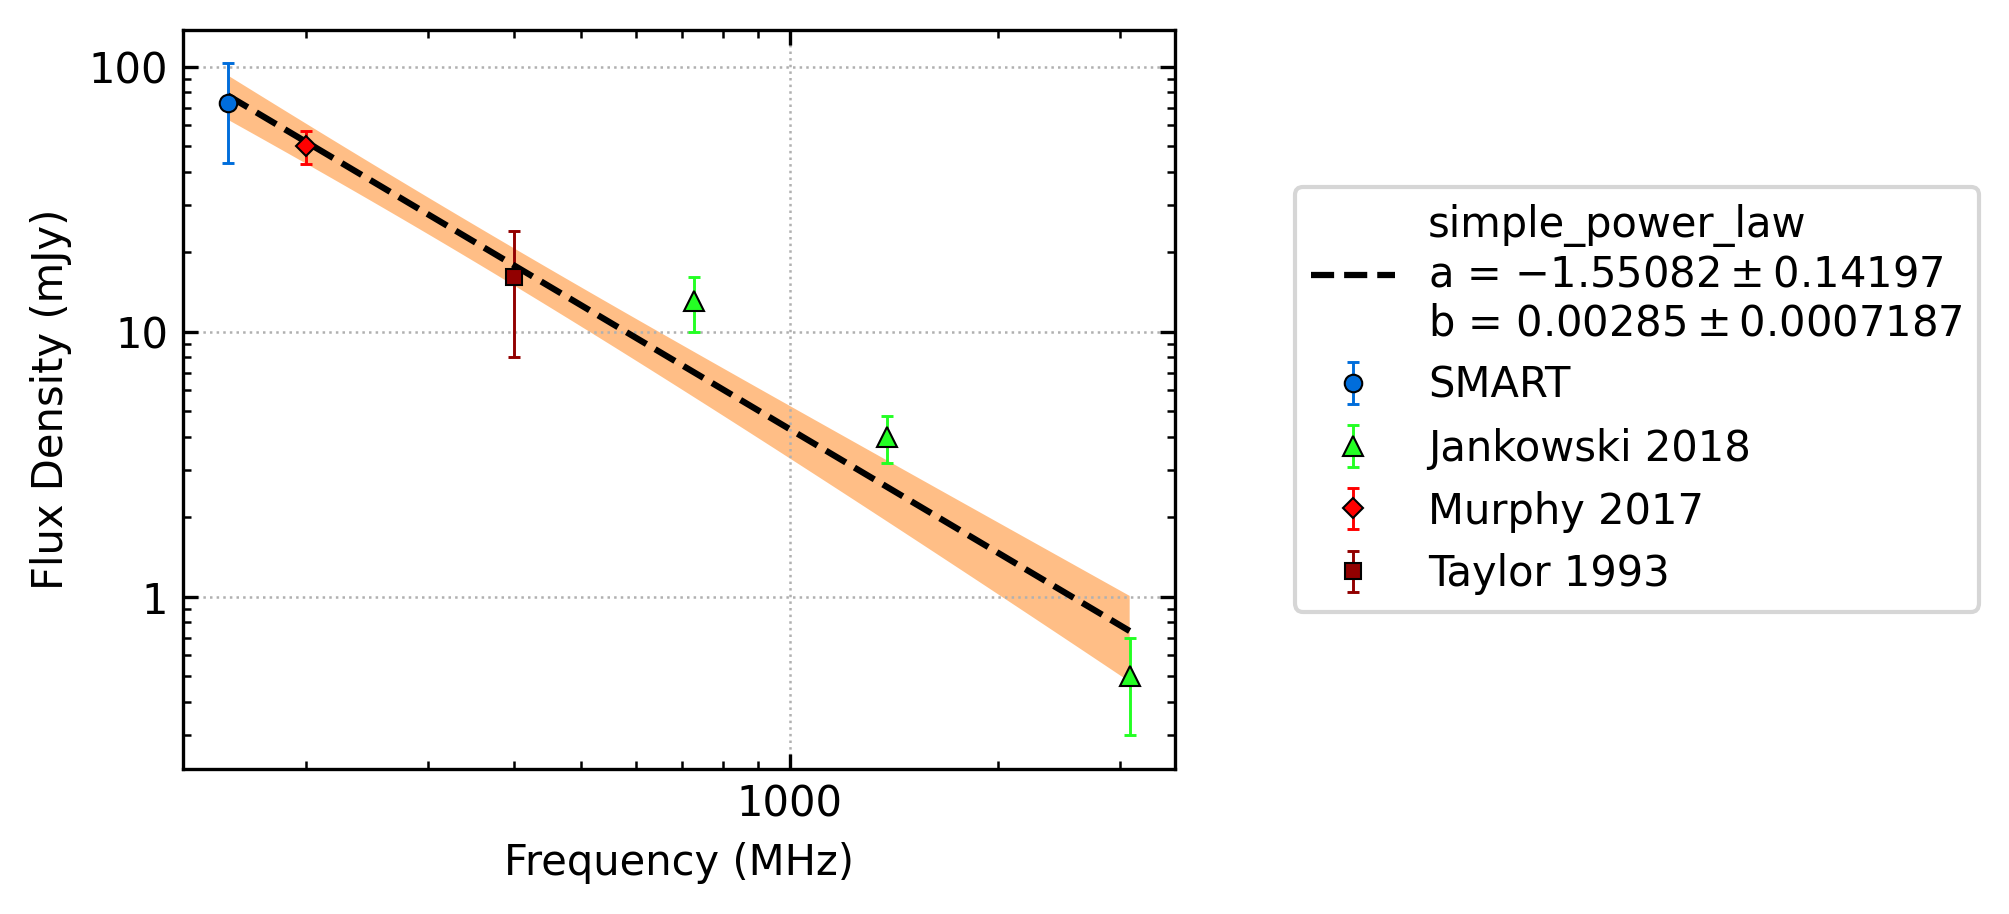 100
10
1
Flux Density (mJy)
1000
Frequency (MHz)
simple_power_law
a = −1.55082 ± 0.14197
b = 0.00285 ± 0.0007187
SMART
Jankowski 2018
Murphy 2017
Taylor 1993